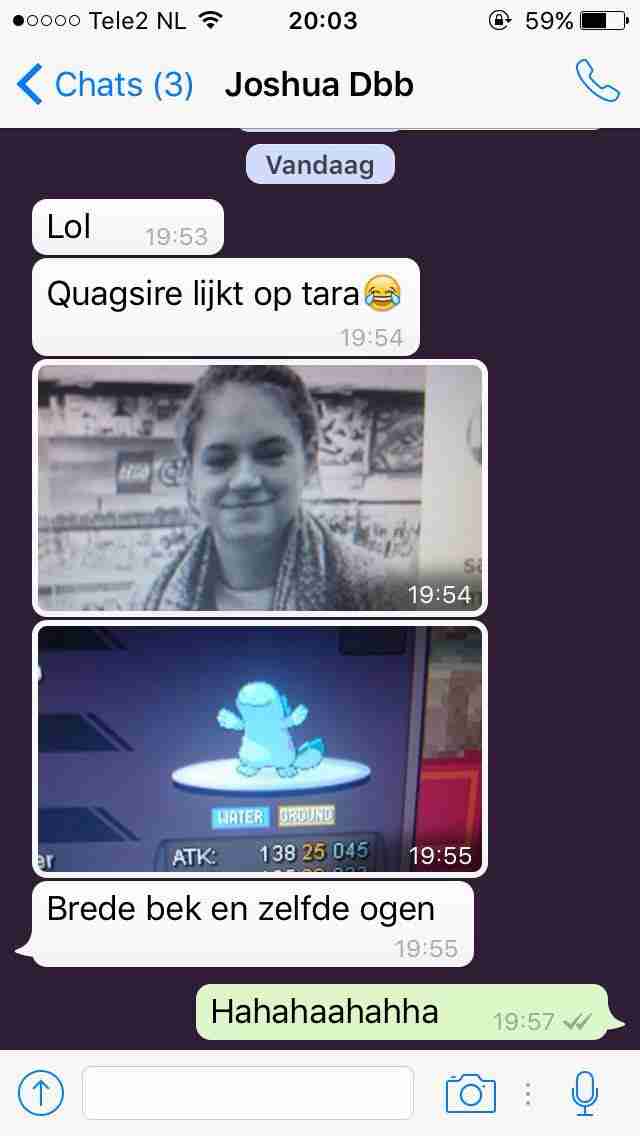 Tele2 NL 20:03 59%
Chats (3) Joshua Dbb
Vandaag
Lol 19:53
Quagsire lijkt op tara😂
19:54
LEGO
19:54
WATER GROUND
er ATK: 138 25 045
19:55
Brede bek en zelfde ogen
19:55
Hahahaahahha 19:57